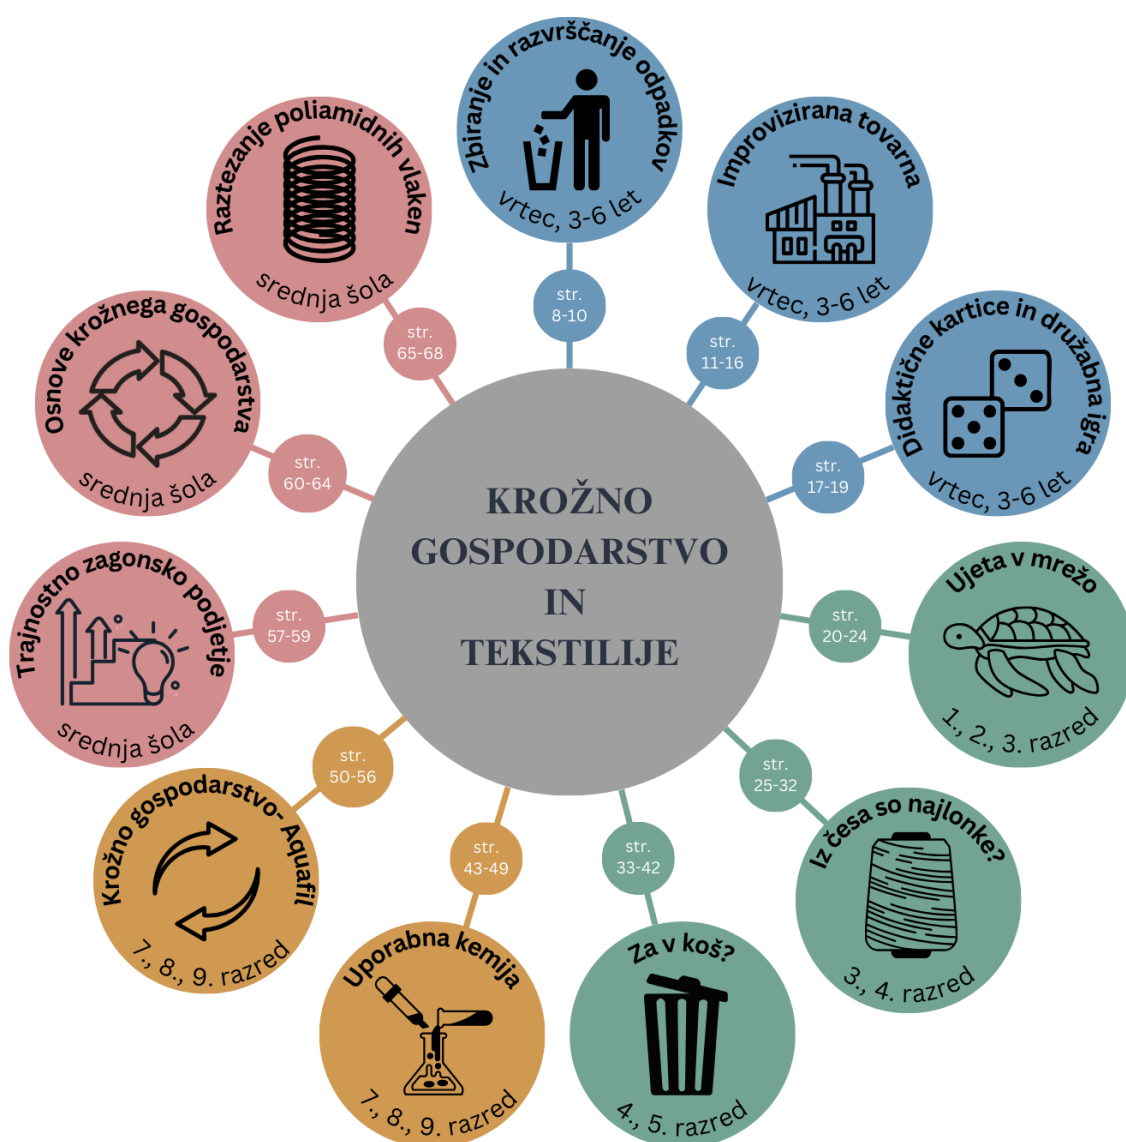 KROŽNO
GOSPODARSTVO
IN
TEKSTILIJE
Zbiranje in razvrščanje odpadkov
vrtec, 3-6 let
str.
8-10
Improvizirana tovarna
vrtec, 3-6 let
str.
11-16
Didaktične kartice in družabna igra
vrtec, 3-6 let
str.
17-19
Ujeta v mrežo
1., 2., 3. razred
str.
20-24
Iz česa so najlonke?
3., 4. razred
str.
25-32
Za v koš?
4., 5. razred
str.
33-42
Uporabna kemija
7., 8., 9. razred
str.
43-49
Krožno gospodarstvo- Aquafil
7., 8., 9. razred
str.
50-56
Trajnostno zagonsko podjetje
srednja šola
str.
57-59
Osnove krožnega gospodarstva
srednja šola
str.
60-64
Raztezanje poliamidnih vlaken
srednja šola
str.
65-68